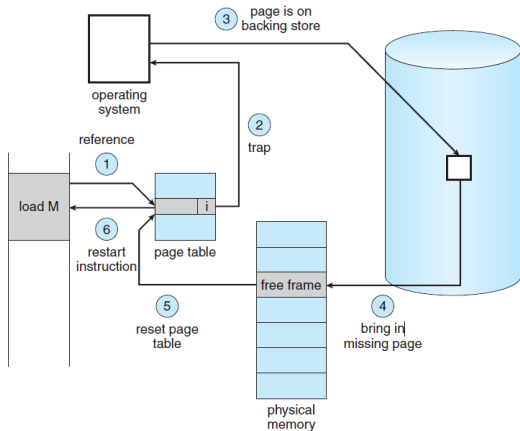 3
page is on
backing store
operating
system
2
trap
reference
1
load M
i
6
restart
instruction
page table
free frame
5
reset page
table
4
bring in
missing page
physical
memory